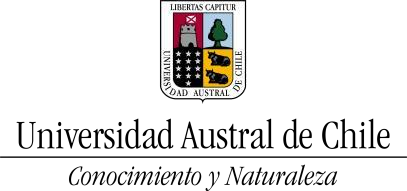 LIBERTAS CAPITUR
UNIVERSIDAD AUSTRAL DE CHILE
Universidad Austral de Chile
Conocimiento y Naturaleza